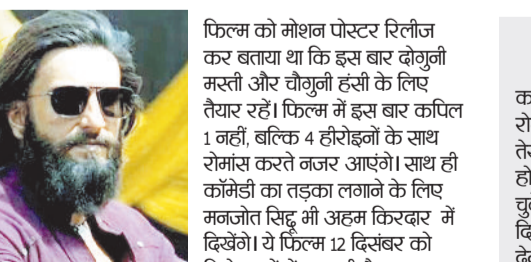 फिल्म को मोशन पोस्टर रिलीज
कर बताया था कि इस बार दोगुनी
मस्ती और चौगुनी हंसी के लिए
तैयार रहें। फिल्म में इस बार कपिल
1 नहीं, बल्कि 4 हीरोइनों के साथ
रोमांस करते नजर आएंगे। साथ ही
कॉमेडी का तड़का लगाने के लिए
मनजोत सिद्धू भी अहम किरदार में
दिखेंगे। ये फिल्म 12 दिसंबर को